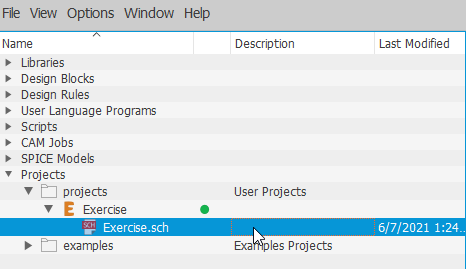 File View Options Window Help
Name Description Last Modified
Libraries
Design Blocks
Design Rules
User Language Programs
Scripts
CAM Jobs
SPICE Models
Projects
projects User Projects
E Exercise
SCH Exercise.sch 6/7/2021 1:24...
examples Examples Projects